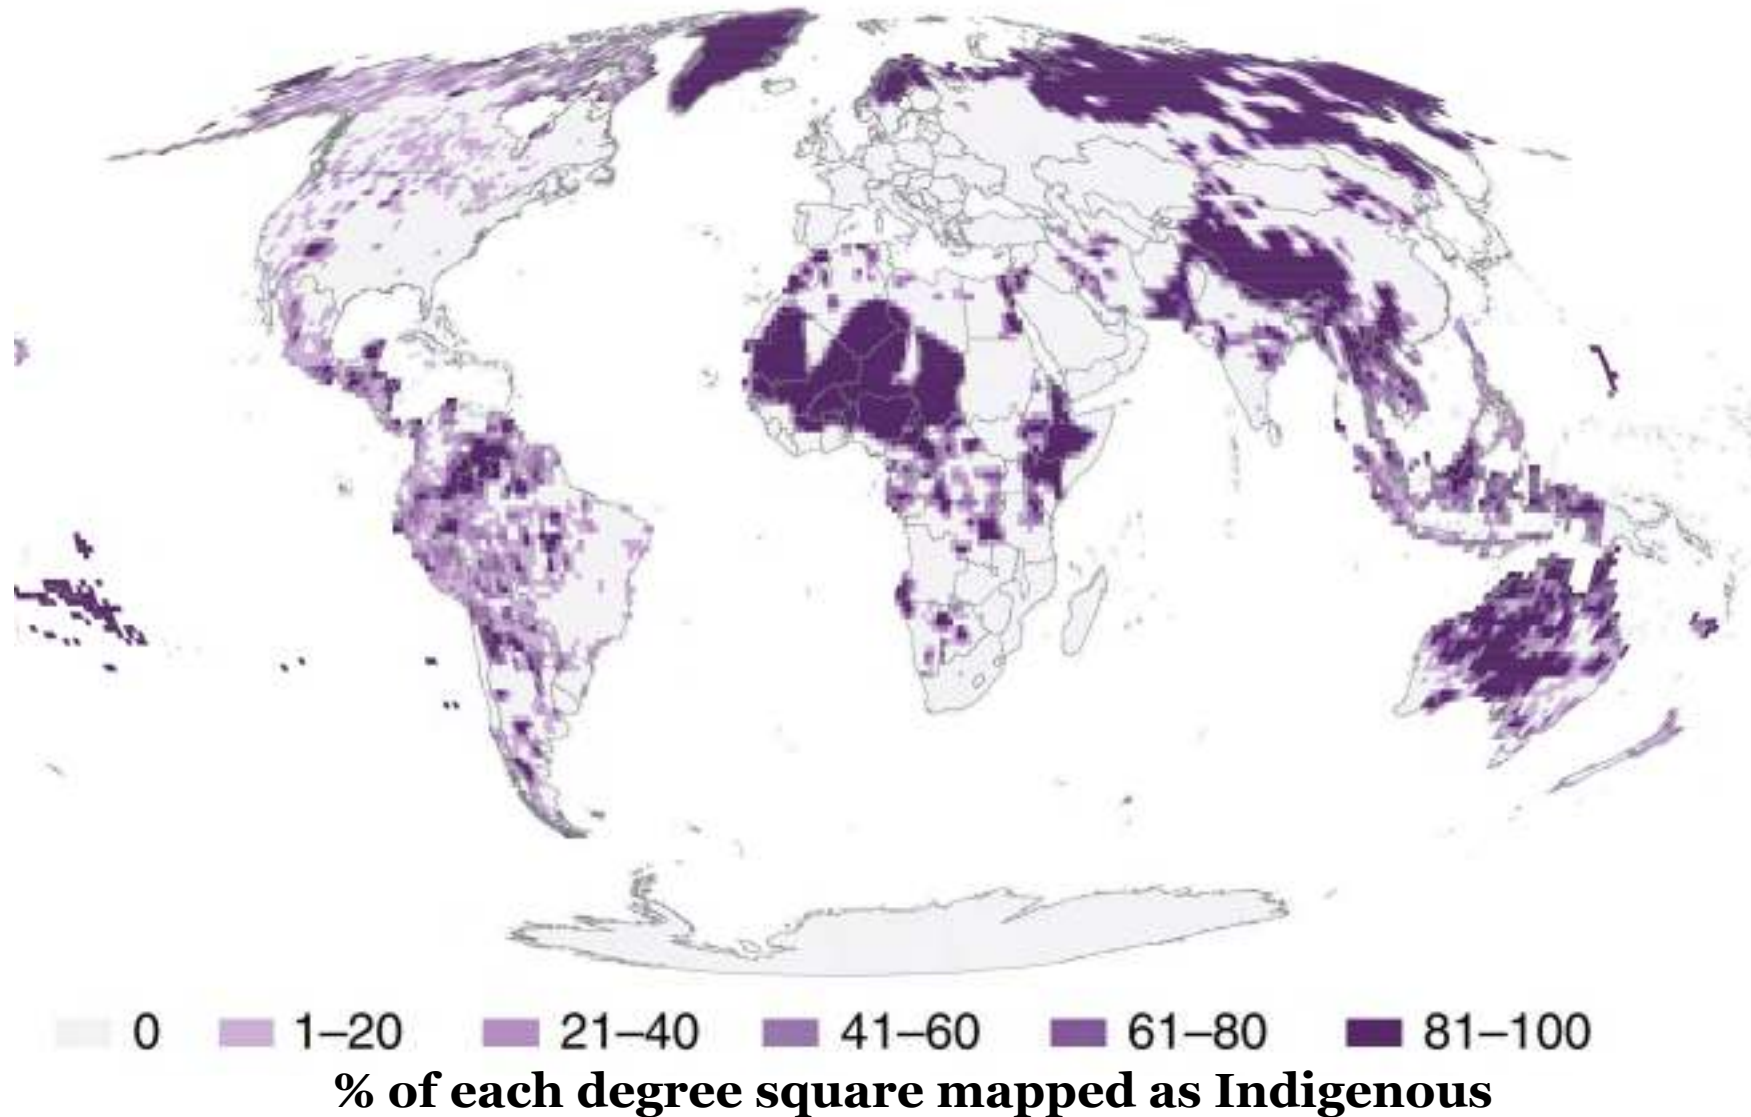 0 1–20 21–40 41–60 61–80 81–100
% of each degree square mapped as Indigenous